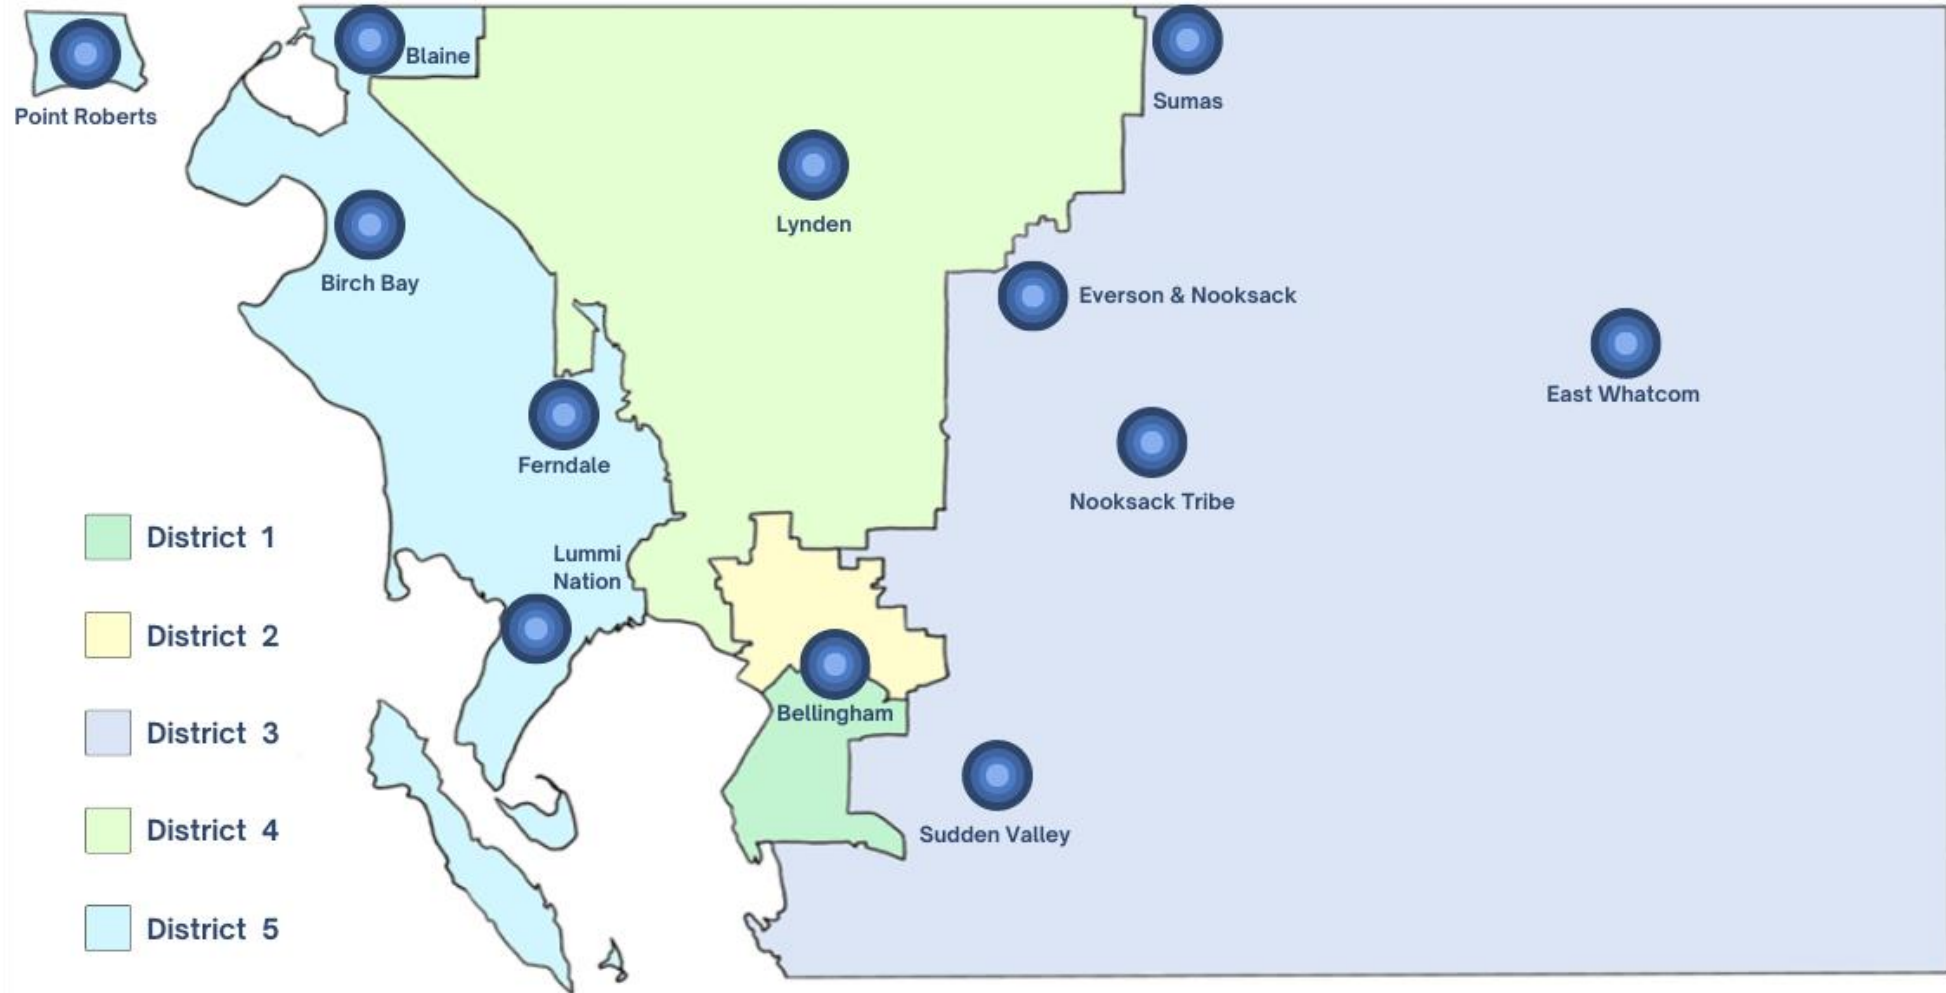 Blaine
Point Roberts
Sumas
Lynden
Birch Bay
Everson & Nooksack
East Whatcom
Ferndale
Nooksack Tribe
Lummi
Nation
Bellingham
Sudden Valley
District 1
District 2
District 3
District 4
District 5